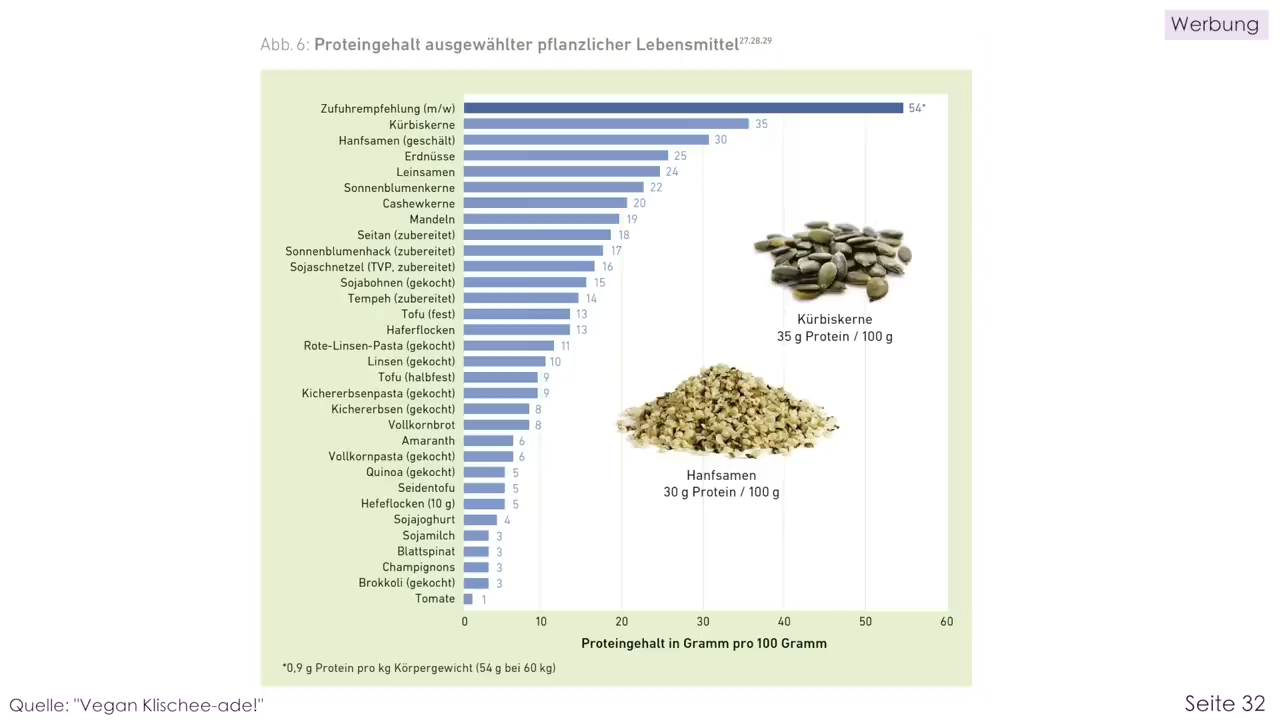 Werbung
Abb. 6: Proteingehalt ausgewählter pflanzlicher Lebensmittel27.28.29
Zufuhrempfehlung (m/w) 54*
Kürbiskerne 35
Hanfsamen (geschält) 30
Erdnüsse 25
Leinsamen 24
Sonnenblumenkerne 22
Cashewkerne 20
Mandeln 19
Seitan (zubereitet) 18
Sonnenblumenhack (zubereitet) 17
Sojaschnetzel (TVP, zubereitet) 16
Sojabohnen (gekocht) 15
Tempeh (zubereitet) 14
Tofu (fest) 13
Haferflocken 13
Rote-Linsen-Pasta (gekocht) 11
Linsen (gekocht) 10
Tofu (halbfest) 9
Kichererbsenpasta (gekocht) 9
Kichererbsen (gekocht) 8
Vollkornbrot 8
Amaranth 6
Vollkornpasta (gekocht) 6
Quinoa (gekocht) 5
Seidentofu 5
Hefeflocken (10 g) 5
Sojajoghurt 4
Sojamilch 3
Blattspinat 3
Champignons 3
Brokkoli (gekocht) 3
Tomate 1
Kürbiskerne
35 g Protein / 100 g
Hanfsamen
30 g Protein / 100 g
0 10 20 30 40 50 60
Proteingehalt in Gramm pro 100 Gramm
*0,9 g Protein pro kg Körpergewicht (54 g bei 60 kg)
Quelle: "Vegan Klischee-ade!"
Seite 32